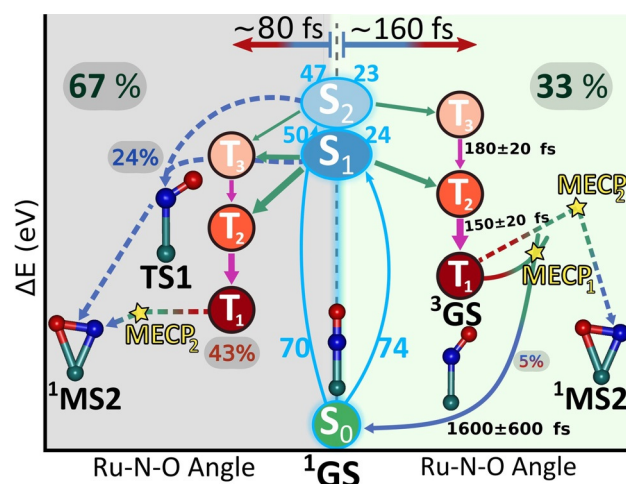 ~80 fs
~160 fs
67 %
33 %
47
23
S2
50
24
S1
T3
T3
24%
180±20 fs
MECP2
T2
T2
150±20 fs
TS1
MECP1
T1
T1
3GS
MECP2
43%
70
74
5%
1MS2
1MS2
S0
1600±600 fs
ΔE (eV)
Ru-N-O Angle
1GS
Ru-N-O Angle